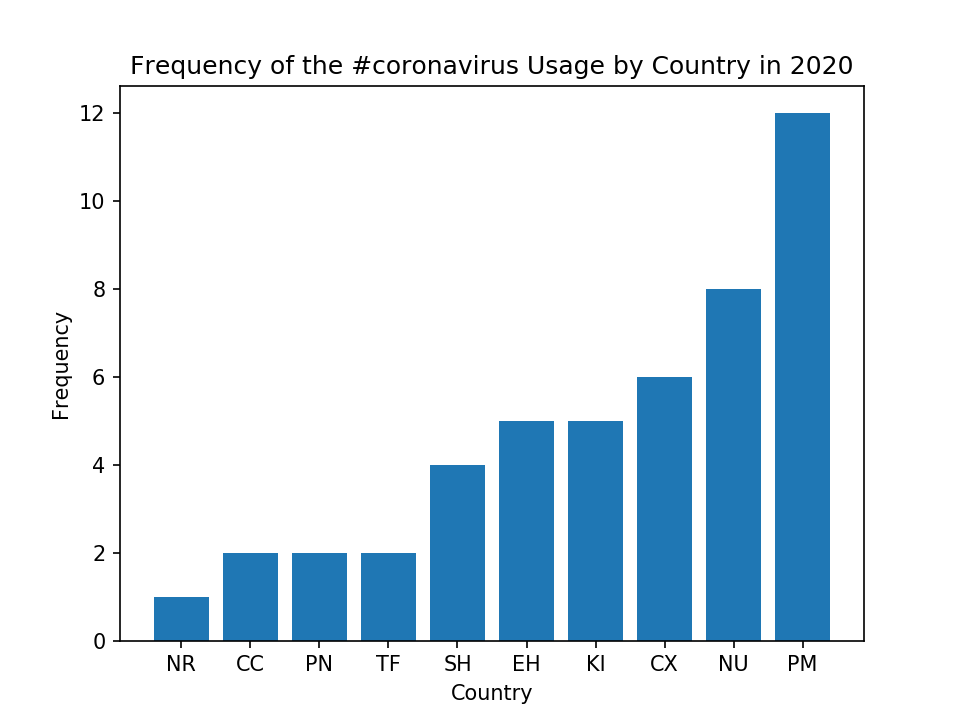 Frequency of the #coronavirus Usage by Country in 2020
12
10
8
6
4
2
0
Frequency
NR CC PN TF SH EH KI CX NU PM
Country